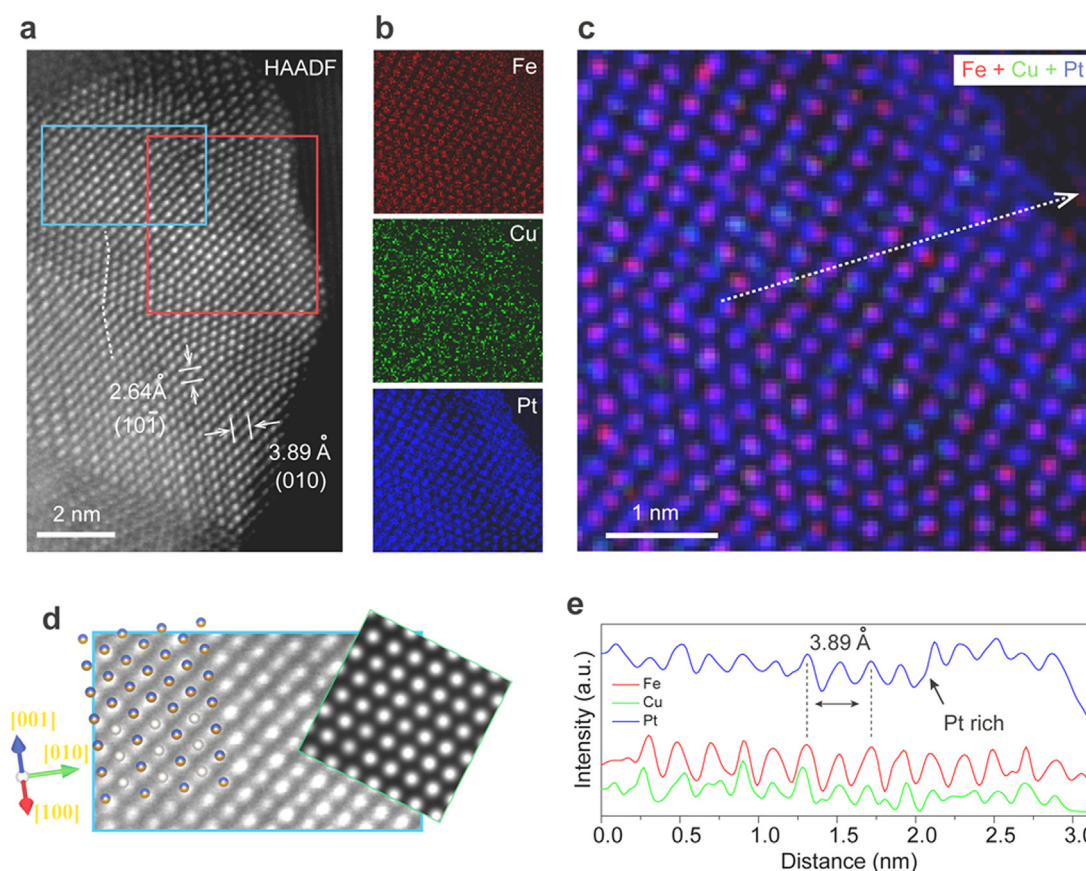 a
HAADF
2.64Å
(101̄)
3.89 Å
(010)
2 nm
b
Fe
Cu
Pt
c
Fe + Cu + Pt
1 nm
d
[001]
[010]
[100]
e
3.89 Å
Fe
Cu
Pt
Pt rich
Intensity (a.u.)
0.0 0.5 1.0 1.5 2.0 2.5 3.0
Distance (nm)